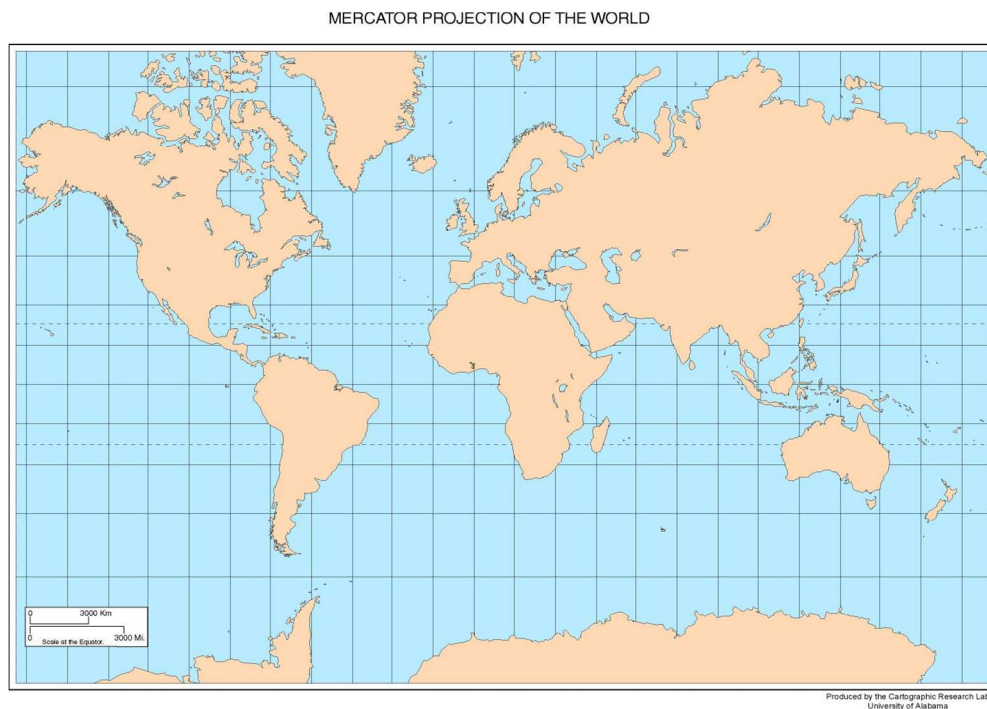 MERCATOR PROJECTION OF THE WORLD
0 3000 Km
0 Scale at the Equator. 3000 Mi.
Produced by the Cartographic Research Lab
University of Alabama